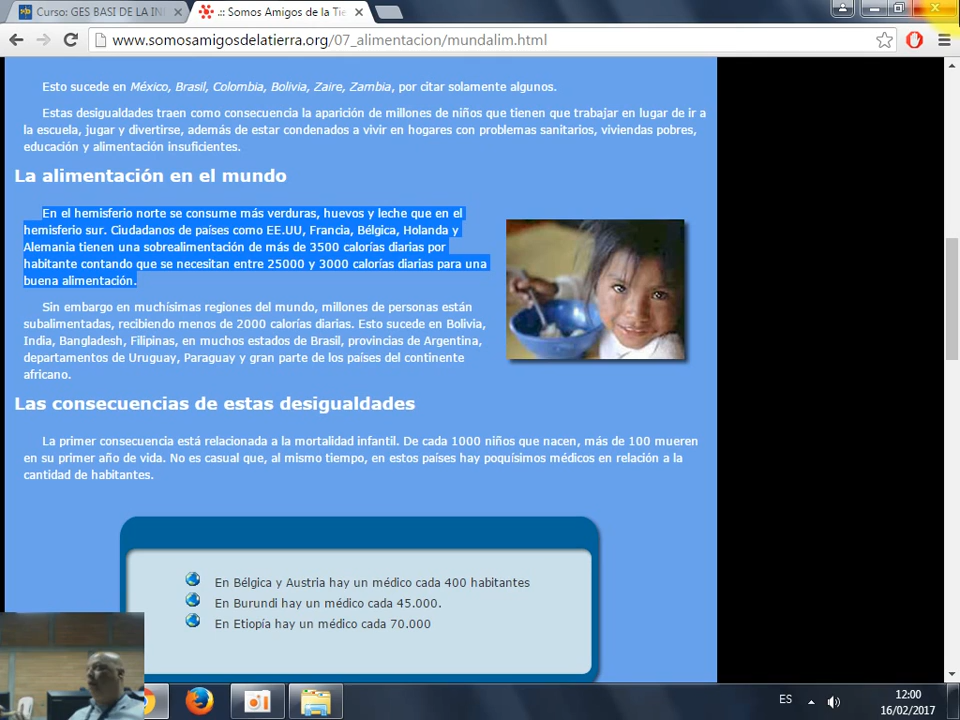 Curso: GES BASI DE LA IN
.:: Somos Amigos de la Tie
www.somosamigosdelatierra.org/07_alimentacion/mundalim.html
Esto sucede en México, Brasil, Colombia, Bolivia, Zaire, Zambia, por citar solamente algunos.
Estas desigualdades traen como consecuencia la aparición de millones de niños que tienen que trabajar en lugar de ir a
la escuela, jugar y divertirse, además de estar condenados a vivir en hogares con problemas sanitarios, viviendas pobres,
educación y alimentación insuficientes.
La alimentación en el mundo
En el hemisferio norte se consume más verduras, huevos y leche que en el
hemisferio sur. Ciudadanos de países como EE.UU, Francia, Bélgica, Holanda y
Alemania tienen una sobrealimentación de más de 3500 calorías diarias por
habitante contando que se necesitan entre 25000 y 3000 calorías diarias para una
buena alimentación.
Sin embargo en muchísimas regiones del mundo, millones de personas están
subalimentadas, recibiendo menos de 2000 calorías diarias. Esto sucede en Bolivia,
India, Bangladesh, Filipinas, en muchos estados de Brasil, provincias de Argentina,
departamentos de Uruguay, Paraguay y gran parte de los países del continente
africano.
Las consecuencias de estas desigualdades
La primer consecuencia está relacionada a la mortalidad infantil. De cada 1000 niños que nacen, más de 100 mueren
en su primer año de vida. No es casual que, al mismo tiempo, en estos países hay poquísimos médicos en relación a la
cantidad de habitantes.
En Bélgica y Austria hay un médico cada 400 habitantes
En Burundi hay un médico cada 45.000.
En Etiopía hay un médico cada 70.000
ES
12:00
16/02/2017